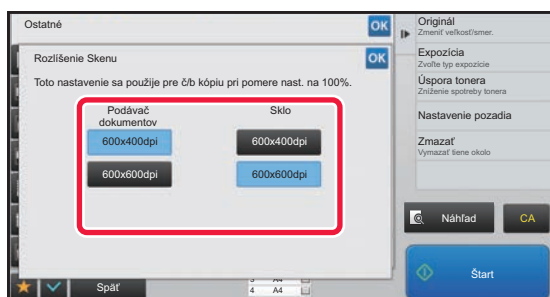 Ostatné
OK
Rozlíšenie Skenu
OK
Toto nastavenie sa použije pre č/b kópiu pri pomere nast. na 100%.
Podávač
dokumentov
Sklo
600x400dpi
600x400dpi
600x600dpi
600x600dpi
Späť
4 A4
Originál
Zmeniť veľkosť/smer.
Expozícia
Zvoľte typ expozície
Úspora tonera
Zníženie spotreby tonera
Nastavenie pozadia
Zmazať
Vymazať tiene okolo
Náhľad
CA
Štart